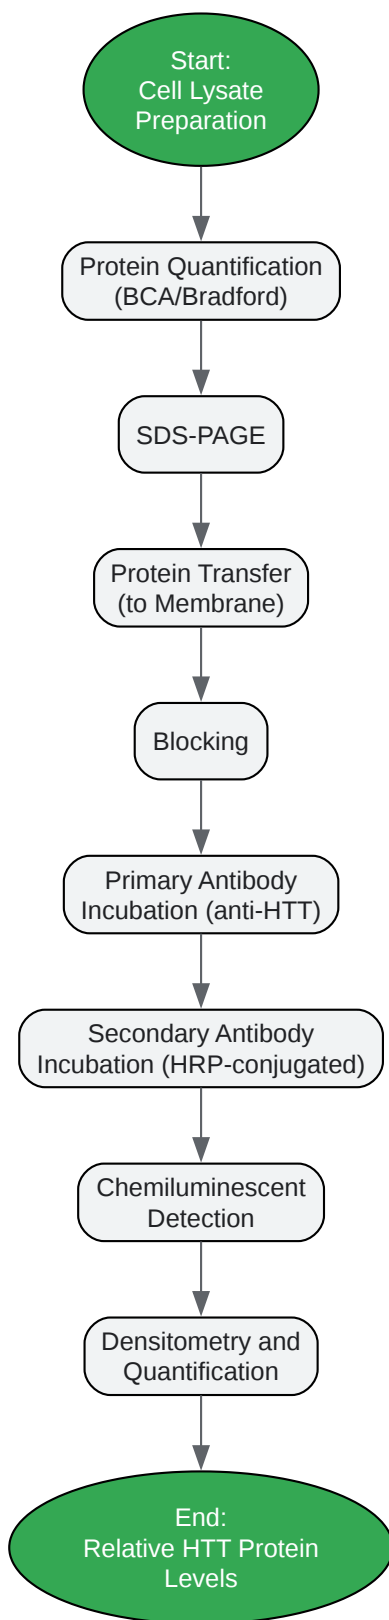 Start:
Cell Lysate
Preparation
Protein Quantification
(BCA/Bradford)
SDS-PAGE
Protein Transfer
(to Membrane)
Blocking
Primary Antibody
Incubation (anti-HTT)
Secondary Antibody
Incubation (HRP-conjugated)
Chemiluminescent
Detection
Densitometry and
Quantification
End:
Relative HTT Protein
Levels